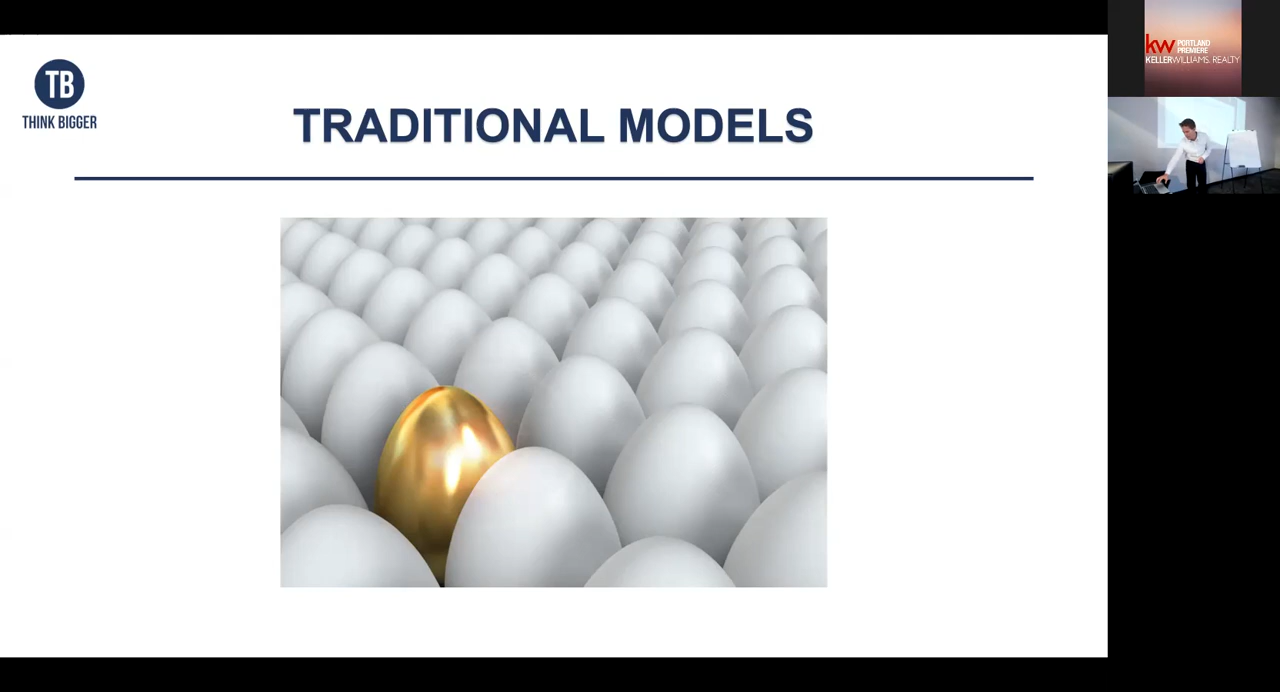 TB
THINK BIGGER
TRADITIONAL MODELS
kw PORTLAND
PREMIERE
KELLERWILLIAMS. REALTY